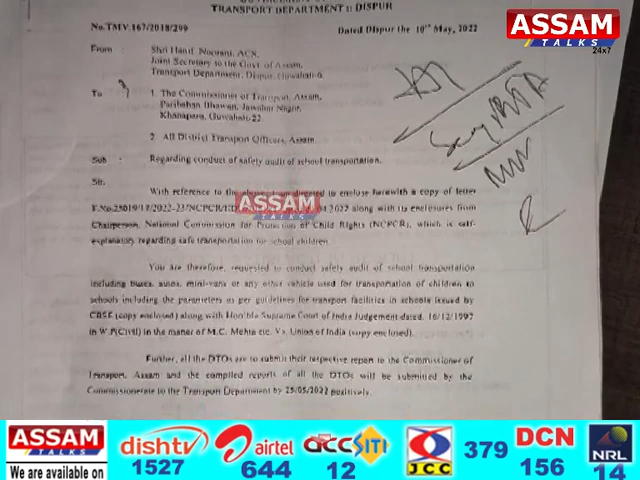 TRANSPORT DEPARTMENT :: DISPUR
No.TMV.167/2018/299 Dated Dispur the 10th May, 2022
From : Shri Hanif Noorani, ACS,
Joint Secretary to the Govt of Assam,
Transport Department, Dispur, Guwahati-6.
To 1. The Commissioner of Transport, Assam,
Paribahan Bhawan, Jawahar Nagar,
Khanapara, Guwahati-22.
2. All District Transport Officers, Assam.
Sub : Regarding conduct of safety audit of school transportation.
Sir,
With reference to the above, I am directed to enclose herewith a copy of letter
F.No.25019/17/2022-23/NCPCR/ED 04.2022 along with its enclosures from
Chairperson, National Commission for Protection of Child Rights (NCPCR), which is self-
explanatory regarding safe transportation for school children.
You are therefore, requested to conduct safety audit of school transportation
including buses, autos, mini-vans or any other vehicle used for transportation of children to
schools including the parameters as per guidelines for transport facilities in schools issued by
CBSE (copy enclosed) along with Hon'ble Supreme Court of India Judgement dated. 16/12/1997
in W.P(Civil) in the matter of M.C. Mehta etc. Vs. Union of India (copy enclosed).
Further, all the DTOs are to submit their respective report to the Commissioner of
Transport, Assam and the compiled reports of all the DTOs will be submitted by the
Commissionerate to the Transport Department by 25/05/2022 positively.
ASSAM
TALKS
24x7
ASSAM
TALKS
ASSAM
TALKS
We are available on
dishtv
1527
airtel
644
acc SITI
12
JCC
379
DCN
156
NRL
14